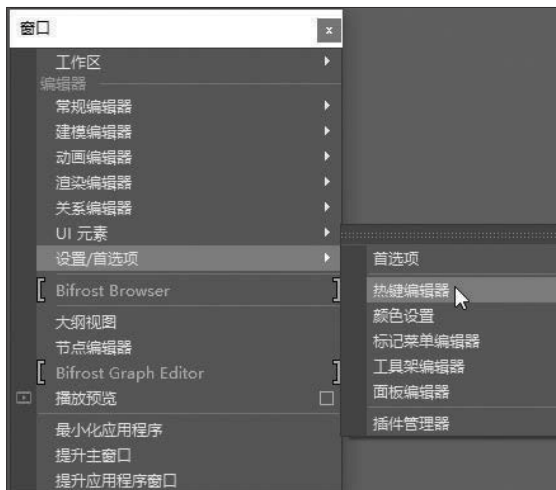 窗口
x
工作区
编辑器
常规编辑器
建模编辑器
动画编辑器
渲染编辑器
关系编辑器
UI 元素
设置/首选项
Bifrost Browser
大纲视图
节点编辑器
Bifrost Graph Editor
播放预览
最小化应用程序
提升主窗口
提升应用程序窗口
首选项
热键编辑器
颜色设置
标记菜单编辑器
工具架编辑器
面板编辑器
插件管理器